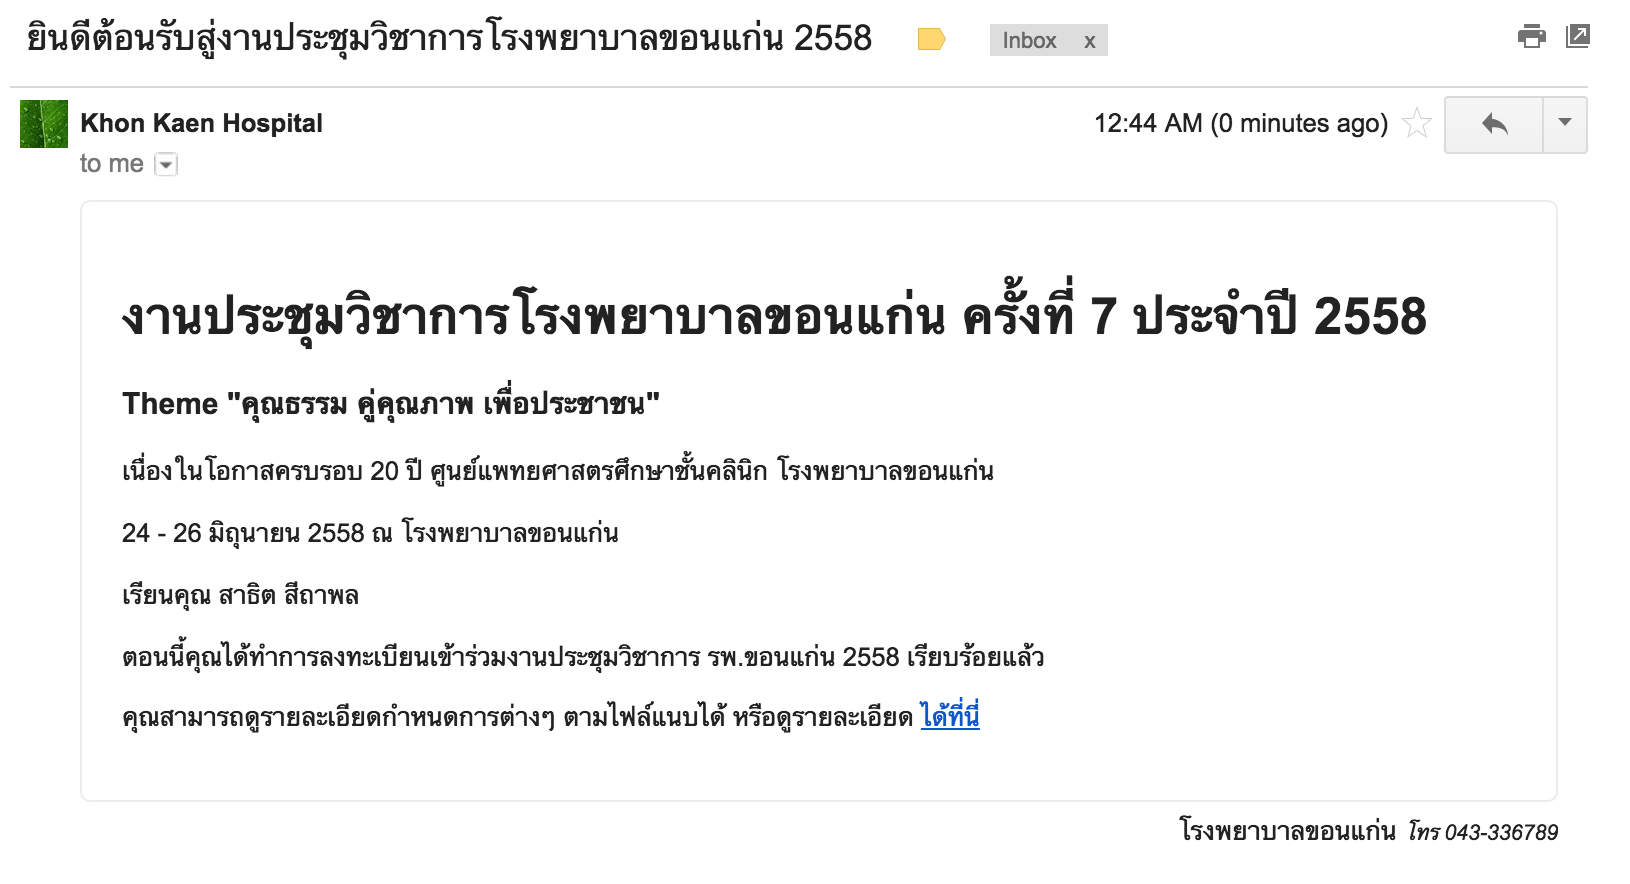 ยินดีต้อนรับสู่งานประชุมวิชาการโรงพยาบาลขอนแก่น 2558 Inbox x
Khon Kaen Hospital 12:44 AM (0 minutes ago)
to me
งานประชุมวิชาการโรงพยาบาลขอนแก่น ครั้งที่ 7 ประจำปี 2558
Theme "คุณธรรม คู่คุณภาพ เพื่อประชาชน"
เนื่องในโอกาสครบรอบ 20 ปี ศูนย์แพทยศาสตรศึกษาชั้นคลินิก โรงพยาบาลขอนแก่น
24 - 26 มิถุนายน 2558 ณ โรงพยาบาลขอนแก่น
เรียนคุณ สาธิต สีถาพล
ตอนนี้คุณได้ทำการลงทะเบียนเข้าร่วมงานประชุมวิชาการ รพ.ขอนแก่น 2558 เรียบร้อยแล้ว
คุณสามารถดูรายละเอียดกำหนดการต่างๆ ตามไฟล์แนบได้ หรือดูรายละเอียด ได้ที่นี่
โรงพยาบาลขอนแก่น โทร 043-336789